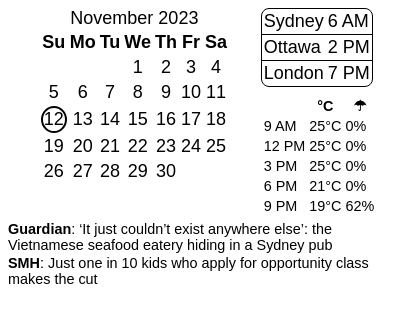 November 2023
Su Mo Tu We Th Fr Sa
1 2 3 4
5 6 7 8 9 10 11
12 13 14 15 16 17 18
19 20 21 22 23 24 25
26 27 28 29 30
Sydney 6 AM
Ottawa 2 PM
London 7 PM
°C ☂
9 AM 25°C 0%
12 PM 25°C 0%
3 PM 25°C 0%
6 PM 21°C 0%
9 PM 19°C 62%
Guardian: ‘It just couldn’t exist anywhere else’: the
Vietnamese seafood eatery hiding in a Sydney pub
SMH: Just one in 10 kids who apply for opportunity class
makes the cut